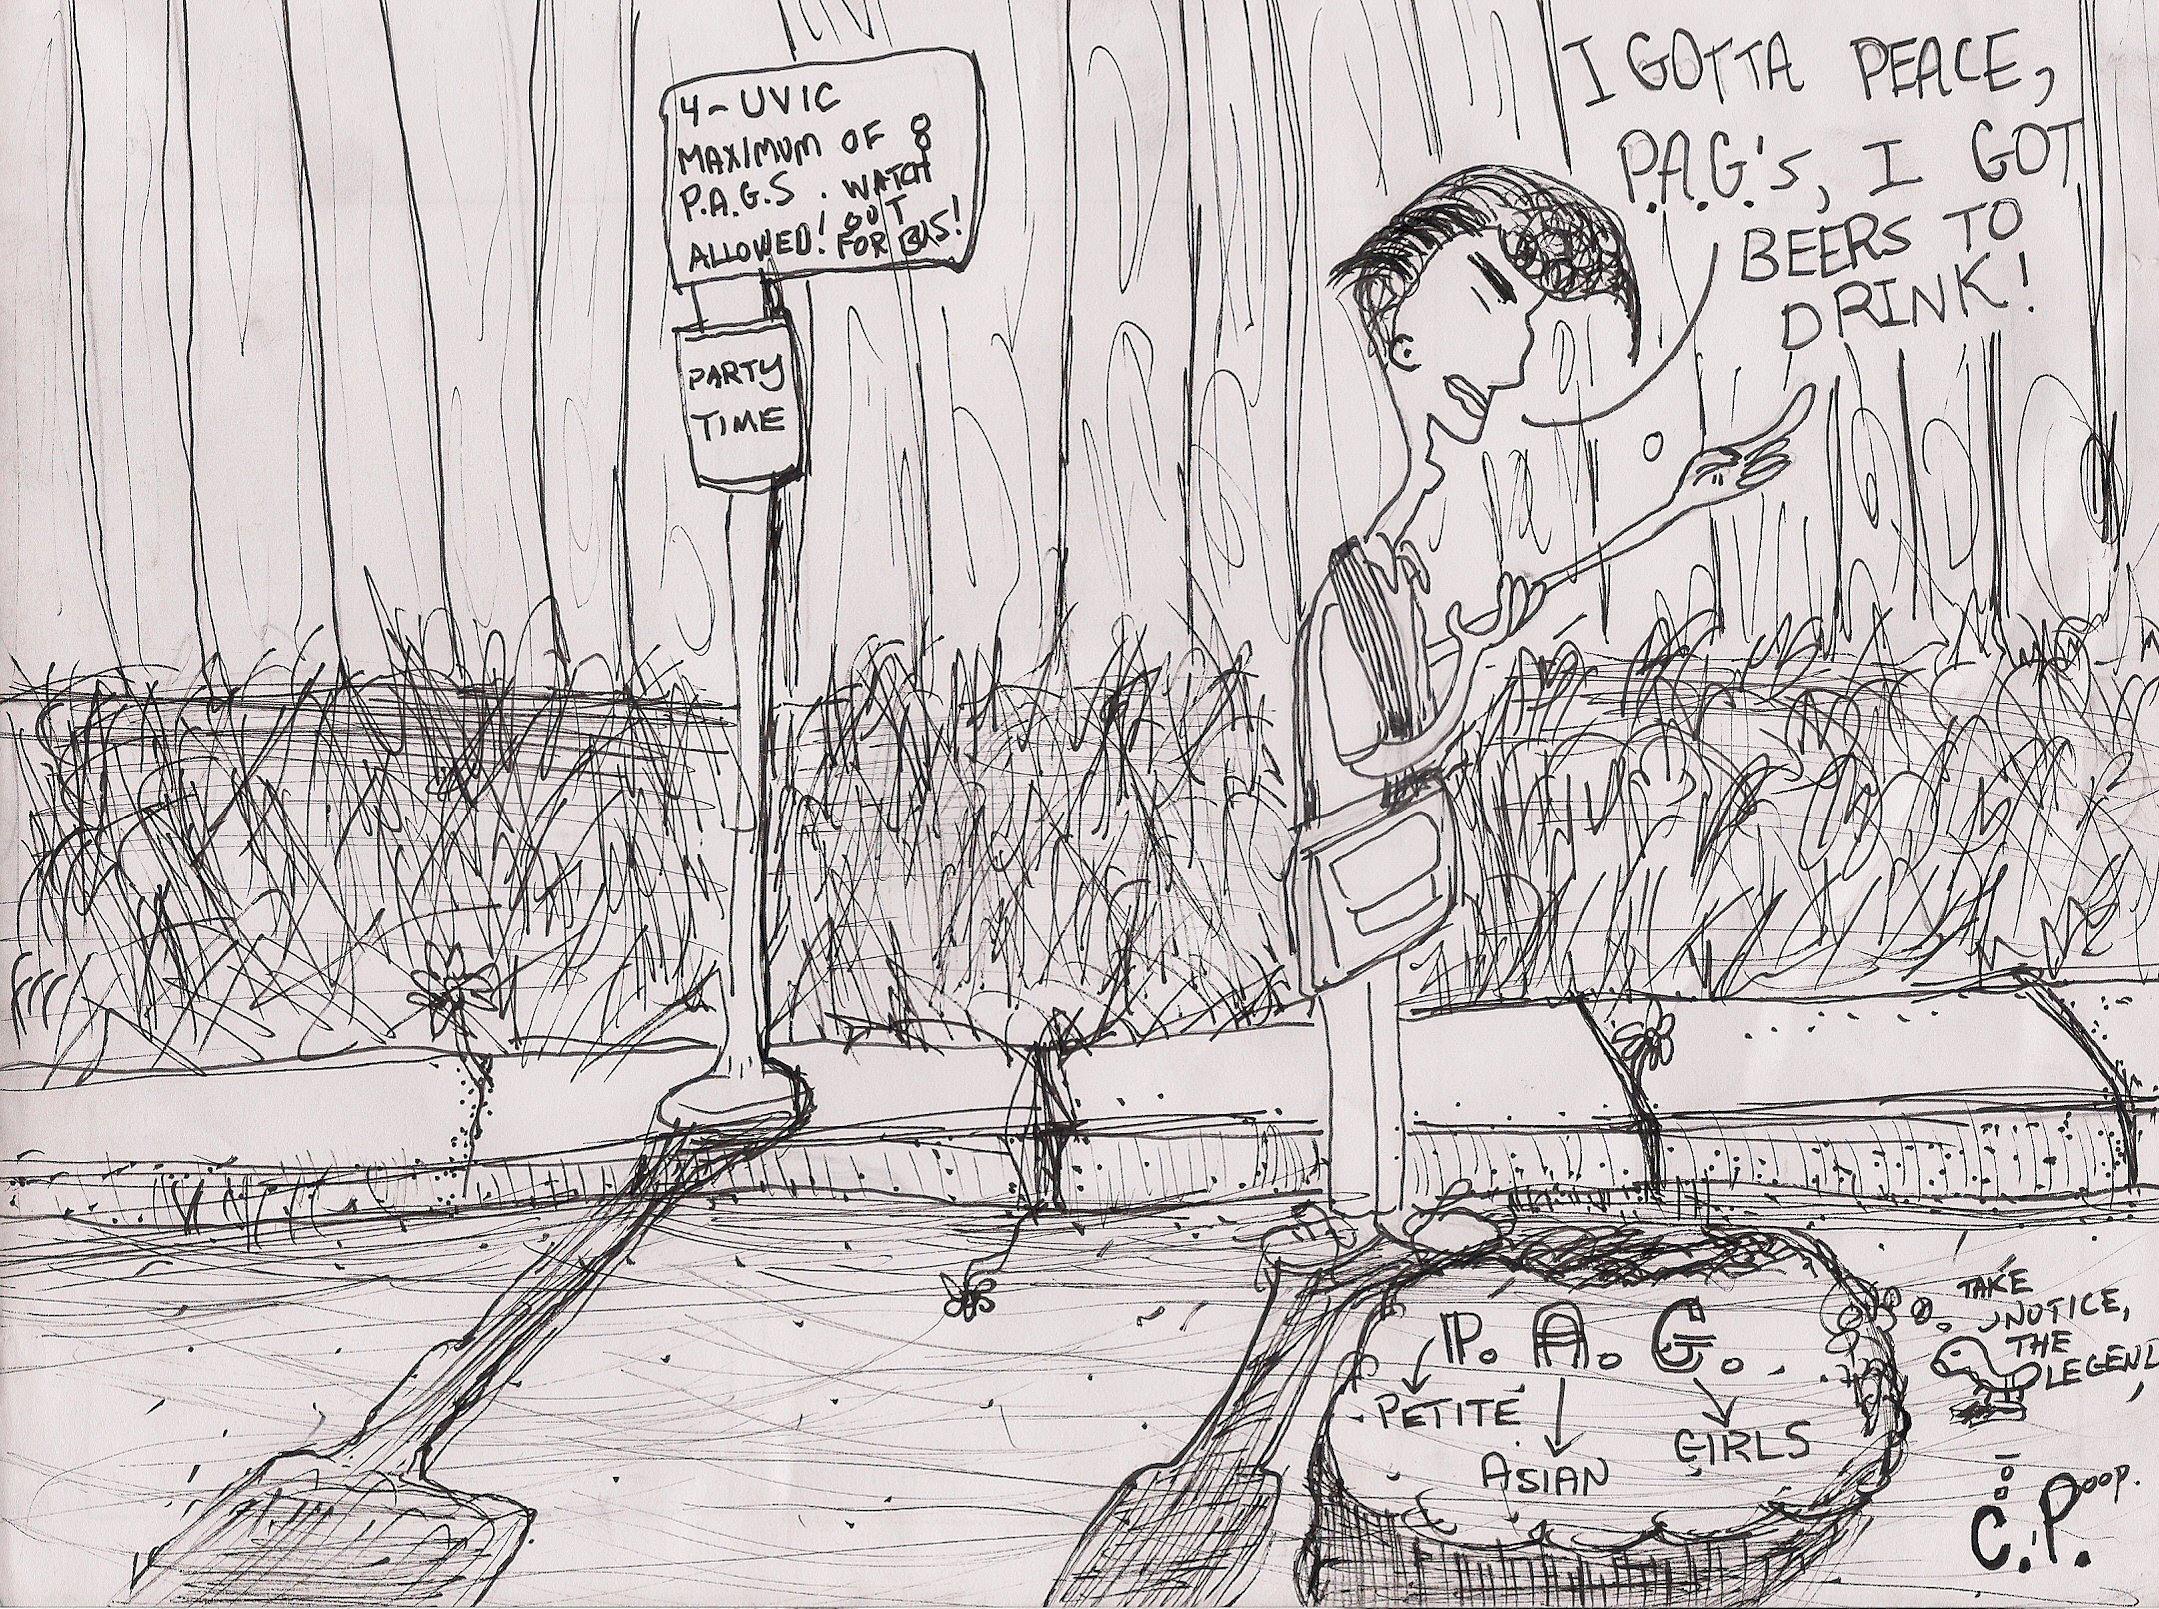 4-UVIC
MAXIMUM OF 8
P.A.G.S. WATCH
ALLOWED! OUT
FOR BUS!
PARTY
TIME
I GOTTA PEACE,
P.A.G.'S, I GOT
BEERS TO
DRINK!
P. A. G.
PETITE
ASIAN
GIRLS
TAKE
NOTICE,
THE
LEGEND,
C.Poop.